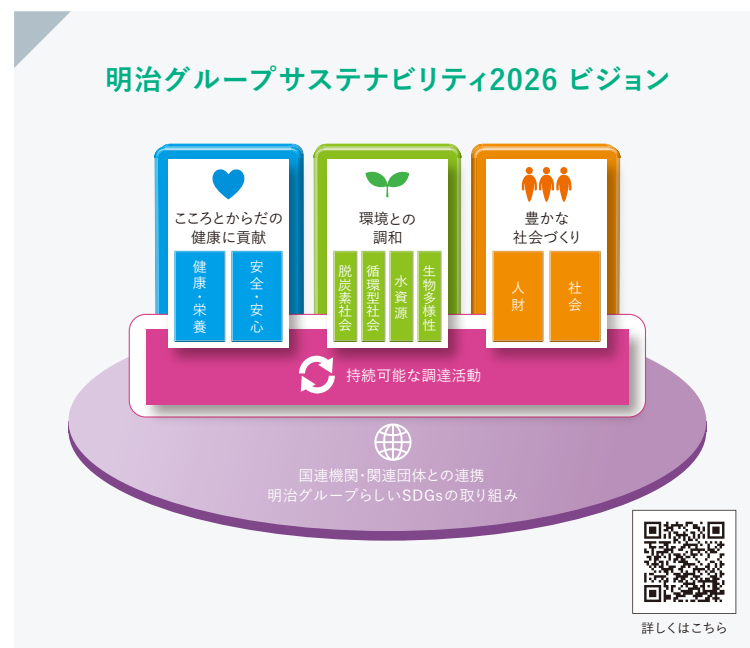 明治グループサステナビリティ2026 ビジョン
こころとからだの
健康に貢献
健康・栄養
安全・安心
環境との
調和
脱炭素社会
循環型社会
水資源
生物多様性
豊かな
社会づくり
人財
社会
持続可能な調達活動
国連機関・関連団体との連携
明治グループらしいSDGsの取り組み
詳しくはこちら